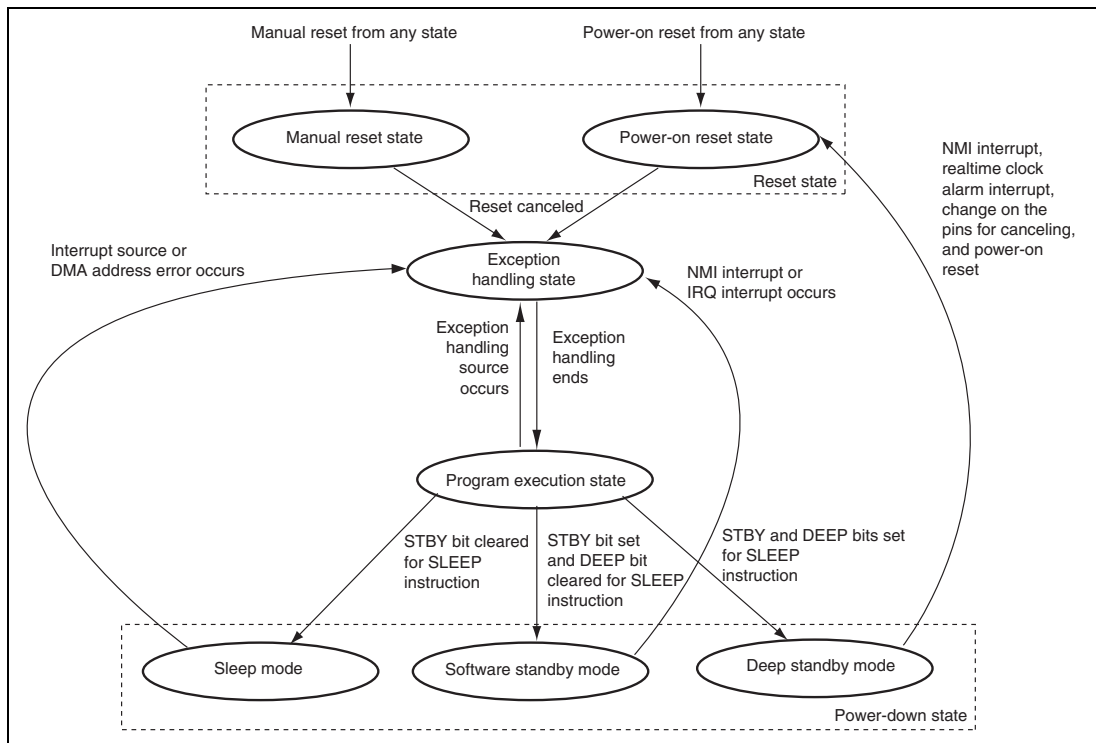 Manual reset from any state
Power-on reset from any state
Manual reset state
Power-on reset state
Reset state
NMI interrupt,
realtime clock
alarm interrupt,
change on the
pins for canceling,
and power-on
reset
Reset canceled
Interrupt source or
DMA address error occurs
Exception
handling state
NMI interrupt or
IRQ interrupt occurs
Exception
handling
source
occurs
Exception
handling
ends
Program execution state
STBY bit cleared
for SLEEP
instruction
STBY bit set
and DEEP bit
cleared for SLEEP
instruction
STBY and DEEP bits set
for SLEEP
instruction
Sleep mode
Software standby mode
Deep standby mode
Power-down state